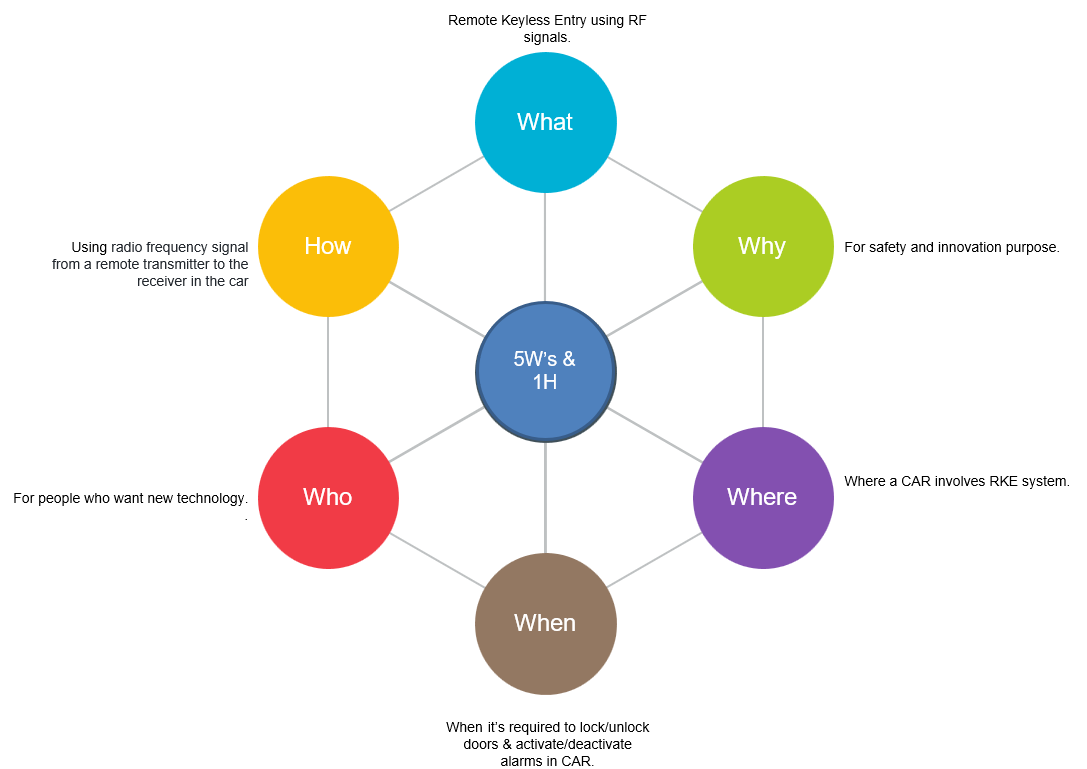 Remote Keyless Entry using RF
signals.
What
How
Using radio frequency signal
from a remote transmitter to the
receiver in the car
Why
For safety and innovation purpose.
5W’s &
1H
Who
For people who want new technology.
.
Where
Where a CAR involves RKE system.
When
When it’s required to lock/unlock
doors & activate/deactivate
alarms in CAR.